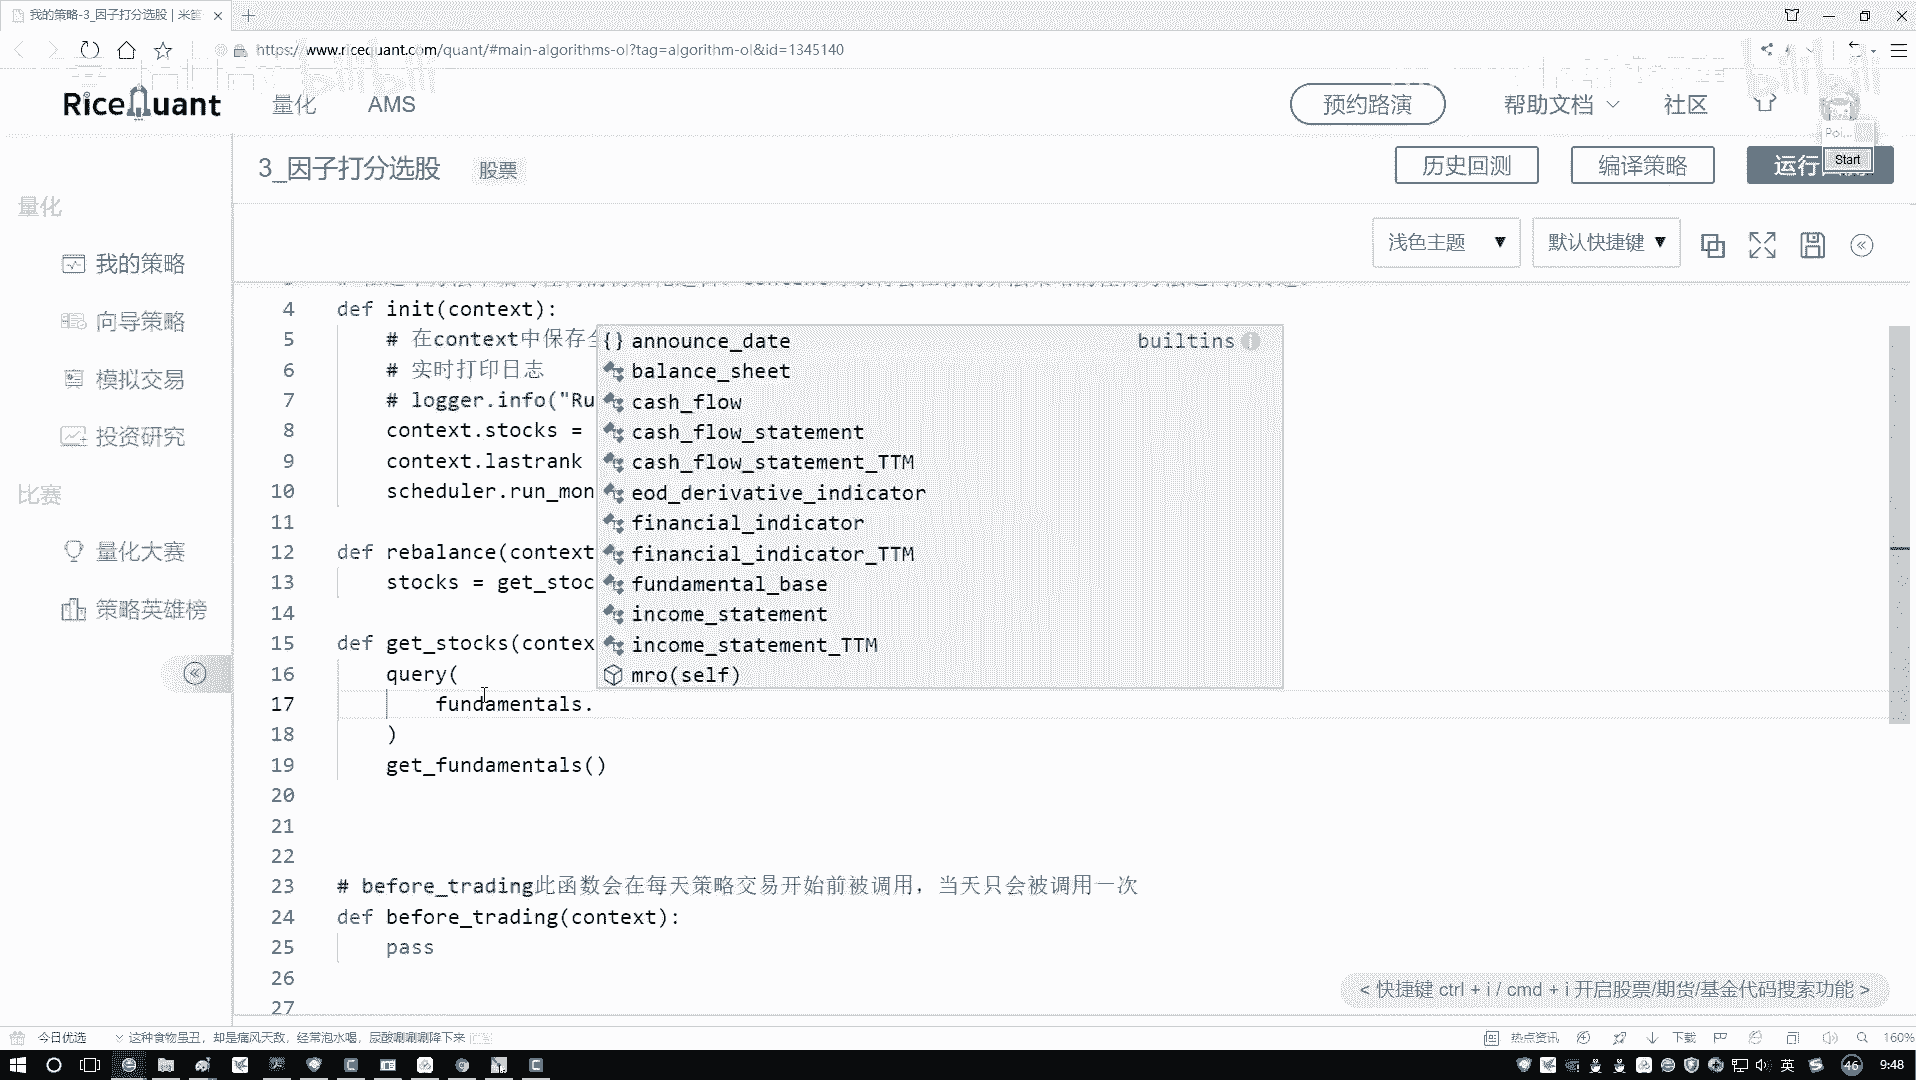 我的策略-3_因子打分选股 | 米筐
https://www.ricequant.com/quant/#main-algorithms-ol?tag=algorithm-ol&id=1345140
bilibili
bilibili
RiceQuant
量化
AMS
预约路演
帮助文档
社区
Poi...
Start
3_因子打分选股
股票
历史回测
编译策略
运行
浅色主题 ▼
默认快捷键 ▼
量化
我的策略
向导策略
模拟交易
投资研究
比赛
量化大赛
策略英雄榜
4 def init(context):
5 # 在context中保存
6 # 实时打印日志
7 # logger.info("Ru
8 context.stocks =
9 context.lastrank
10 scheduler.run_mon
11
12 def rebalance(context
13 stocks = get_stoc
14
15 def get_stocks(contex
16 query(
17 fundamentals.
18 )
19 get_fundamentals()
20
21
22
23 # before_trading此函数会在每天策略交易开始前被调用，当天只会被调用一次
24 def before_trading(context):
25 pass
26
27
{} announce_date builtins
balance_sheet
cash_flow
cash_flow_statement
cash_flow_statement_TTM
eod_derivative_indicator
financial_indicator
financial_indicator_TTM
fundamental_base
income_statement
income_statement_TTM
mro(self)
< 快捷键 ctrl + i / cmd + i 开启股票/期货/基金代码搜索功能 >
今日优选
这种食物虽丑，却是痛风天敌，经常泡水喝，尿酸唰唰唰降下来
热点资讯
下载
160%
英
46
9:48